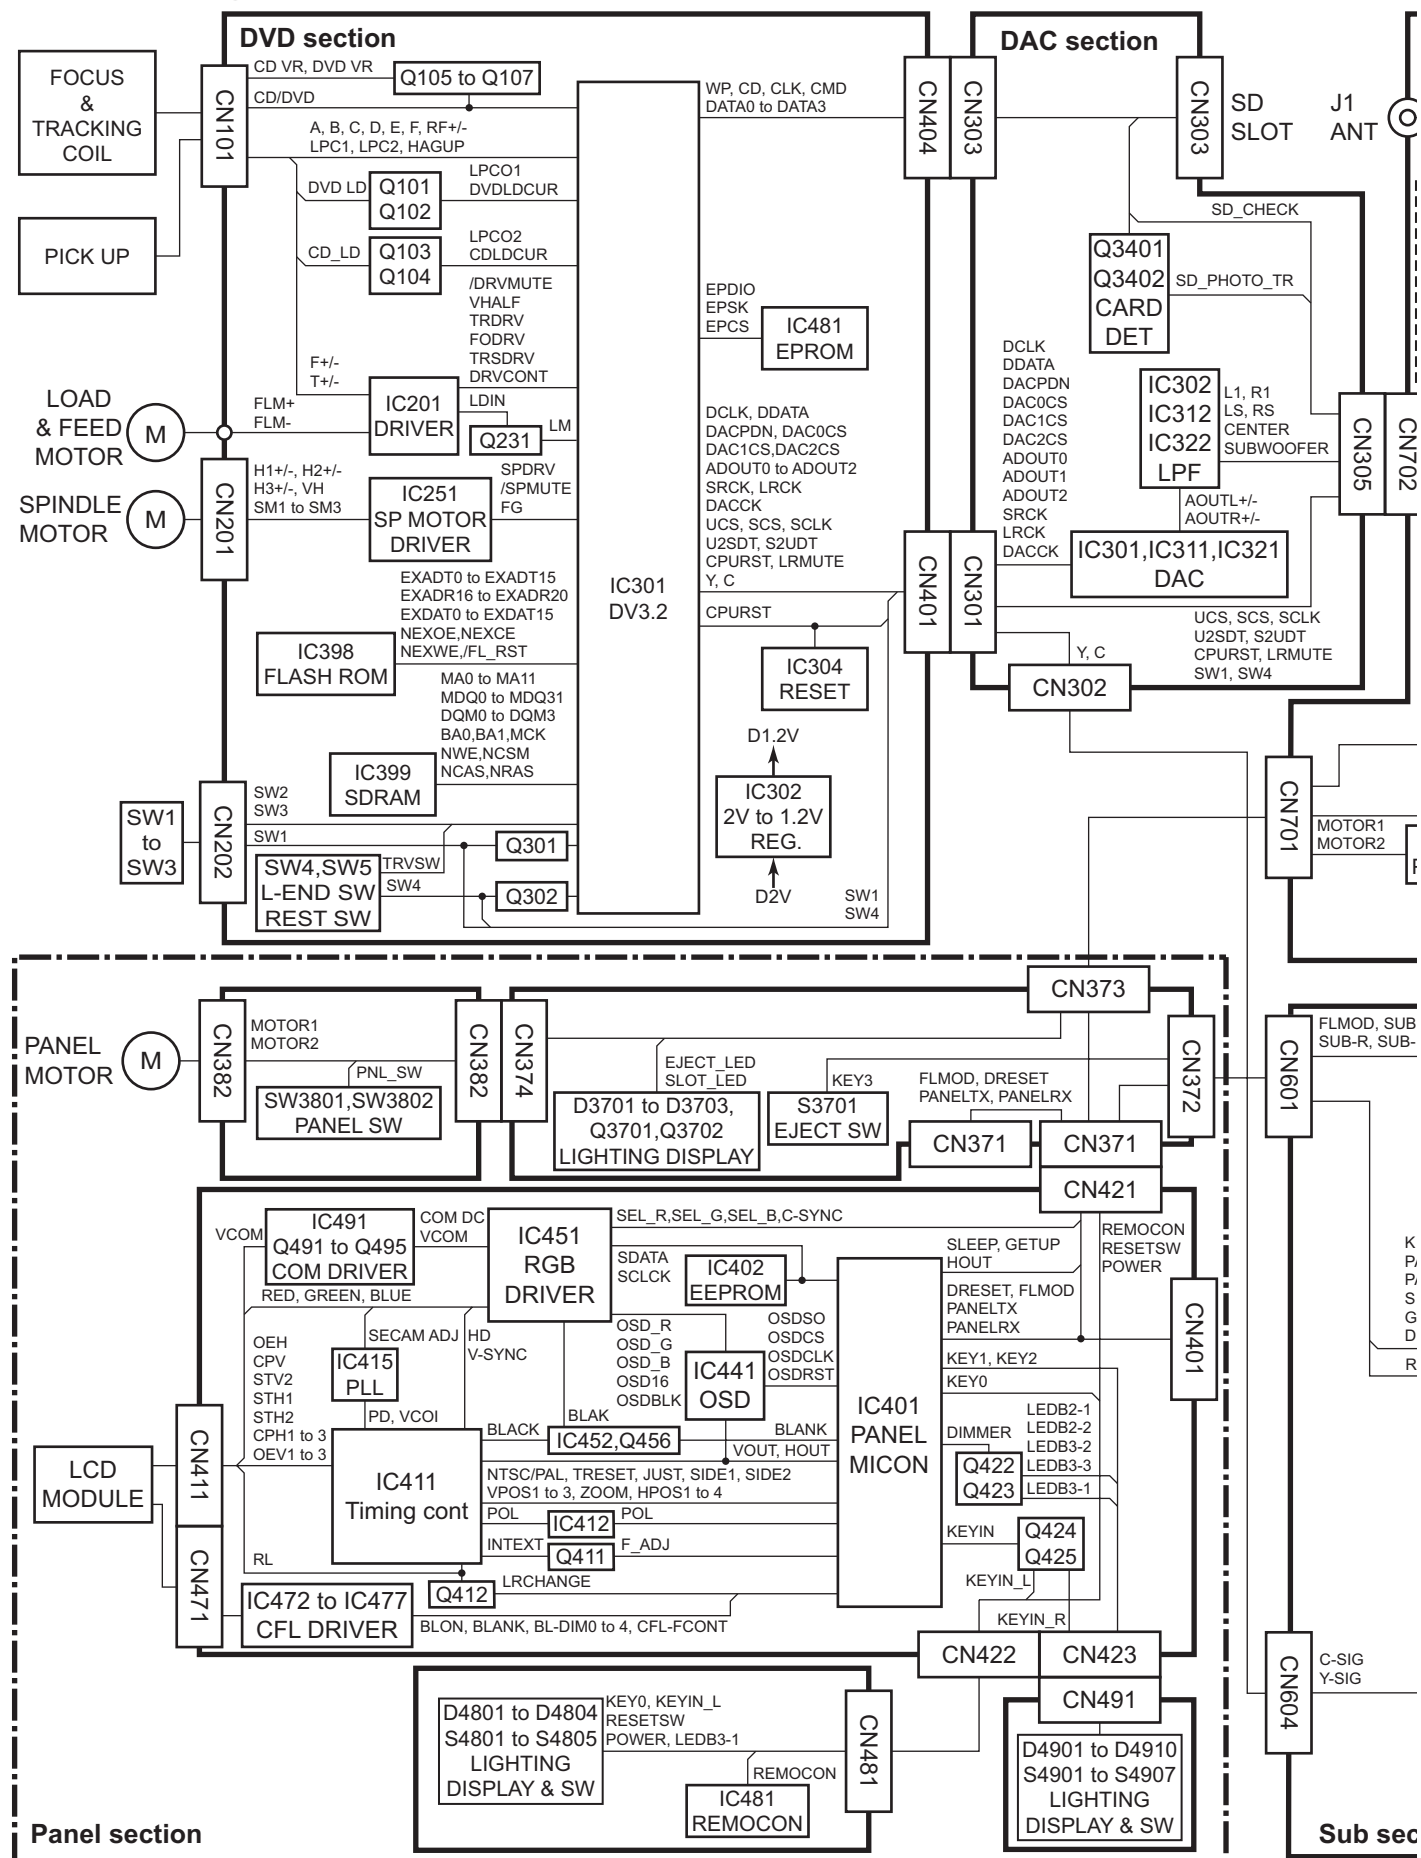 DVD section
FOCUS
&
TRACKING
COIL
PICK UP
CN101
CD VR, DVD VR
Q105 to Q107
CD/DVD
A, B, C, D, E, F, RF+/-
LPC1, LPC2, HAGUP
DVD LD
Q101
Q102
LPCO1
DVDLDCUR
CD_LD
Q103
Q104
LPCO2
CDLDCUR
/DRVMUTE
VHALF
TRDRV
FODRV
TRSDRV
DRVCONT
F+/-
T+/-
IC201
DRIVER
LDIN
Q231
LM
LOAD
& FEED
MOTOR
M
FLM+
FLM-
SPINDLE
MOTOR
M
CN201
H1+/-, H2+/-
H3+/-, VH
SM1 to SM3
IC251
SP MOTOR
DRIVER
SPDRV
/SPMUTE
FG
EXADT0 to EXADT15
EXADR16 to EXADR20
EXDAT0 to EXDAT15
NEXOE,NEXCE
NEXWE,/FL_RST
IC398
FLASH ROM
MA0 to MA11
MDQ0 to MDQ31
DQM0 to DQM3
BA0,BA1,MCK
NWE,NCSM
NCAS,NRAS
IC399
SDRAM
SW1
to
SW3
CN202
SW2
SW3
SW1
Q301
SW4,SW5
L-END SW
REST SW
TRVSW
SW4
Q302
IC301
DV3.2
WP, CD, CLK, CMD
DATA0 to DATA3
EPDIO
EPSK
EPCS
IC481
EPROM
DCLK, DDATA
DACPDN, DAC0CS
DAC1CS,DAC2CS
ADOUT0 to ADOUT2
SRCK, LRCK
DACCK
UCS, SCS, SCLK
U2SDT, S2UDT
CPURST, LRMUTE
Y, C
CPURST
IC304
RESET
D1.2V
IC302
2V to 1.2V
REG.
D2V
SW1
SW4
CN404
CN401
DAC section
CN303
CN301
CN303
SD
SLOT
J1
ANT
SD_CHECK
Q3401
Q3402
CARD
DET
SD_PHOTO_TR
DCLK
DDATA
DACPDN
DAC0CS
DAC1CS
DAC2CS
ADOUT0
ADOUT1
ADOUT2
SRCK
LRCK
DACCK
IC302
IC312
IC322
LPF
L1, R1
LS, RS
CENTER
SUBWOOFER
AOUTL+/-
AOUTR+/-
IC301,IC311,IC321
DAC
CN305
CN702
UCS, SCS, SCLK
U2SDT, S2UDT
CPURST, LRMUTE
SW1, SW4
Y, C
CN302
CN701
MOTOR1
MOTOR2
PANEL
MOTOR
M
CN382
MOTOR1
MOTOR2
PNL_SW
SW3801,SW3802
PANEL SW
CN382
CN374
CN373
EJECT_LED
SLOT_LED
D3701 to D3703,
Q3701,Q3702
LIGHTING DISPLAY
KEY3
S3701
EJECT SW
FLMOD, DRESET
PANELTX, PANELRX
CN371
CN371
CN372
CN601
FLMOD, SUB
SUB-R, SUB-
CN421
VCOM
IC491
Q491 to Q495
COM DRIVER
COM DC
VCOM
IC451
RGB
DRIVER
SEL_R,SEL_G,SEL_B,C-SYNC
SDATA
SCLCK
IC402
EEPROM
SLEEP, GETUP
HOUT
REMOCON
RESETSW
POWER
DRESET, FLMOD
PANELTX
PANELRX
CN401
RED, GREEN, BLUE
OEH
CPV
STV2
STH1
STH2
CPH1 to 3
OEV1 to 3
SECAM ADJ
HD
V-SYNC
IC415
PLL
PD, VCOI
OSD_R
OSD_G
OSD_B
OSD16
OSDBLK
IC441
OSD
OSDSO
OSDCS
OSDCLK
OSDRST
IC401
PANEL
MICON
KEY1, KEY2
KEY0
LEDB2-1
LEDB2-2
LEDB3-2
LEDB3-3
LEDB3-1
DIMMER
Q422
Q423
LCD
MODULE
CN411
CN471
IC411
Timing cont
BLACK
BLAK
IC452,Q456
BLANK
VOUT, HOUT
NTSC/PAL, TRESET, JUST, SIDE1, SIDE2
VPOS1 to 3, ZOOM, HPOS1 to 4
POL
IC412
POL
INTEXT
Q411
F_ADJ
RL
Q412
LRCHANGE
IC472 to IC477
CFL DRIVER
BLON, BLANK, BL-DIM0 to 4, CFL-FCONT
KEYIN
Q424
Q425
KEYIN_L
KEYIN_R
CN422
CN423
CN491
D4801 to D4804
S4801 to S4805
LIGHTING
DISPLAY & SW
KEY0, KEYIN_L
RESETSW
POWER, LEDB3-1
REMOCON
IC481
REMOCON
CN481
D4901 to D4910
S4901 to S4907
LIGHTING
DISPLAY & SW
CN604
C-SIG
Y-SIG
K
PA
PA
S
G
D
R
Panel section
Sub sec